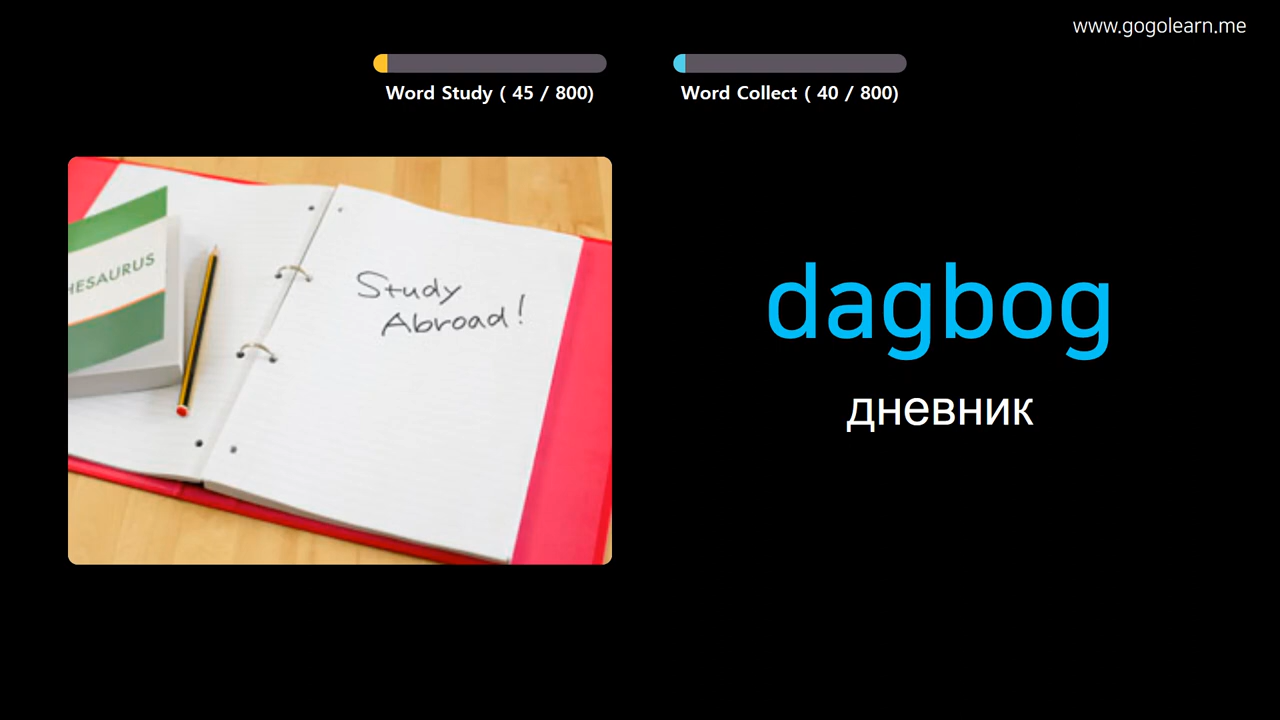 www.gogolearn.me
Word Study ( 45 / 800)
Word Collect ( 40 / 800)
HESAURUS
Study
Abroad!
dagbog
дневник